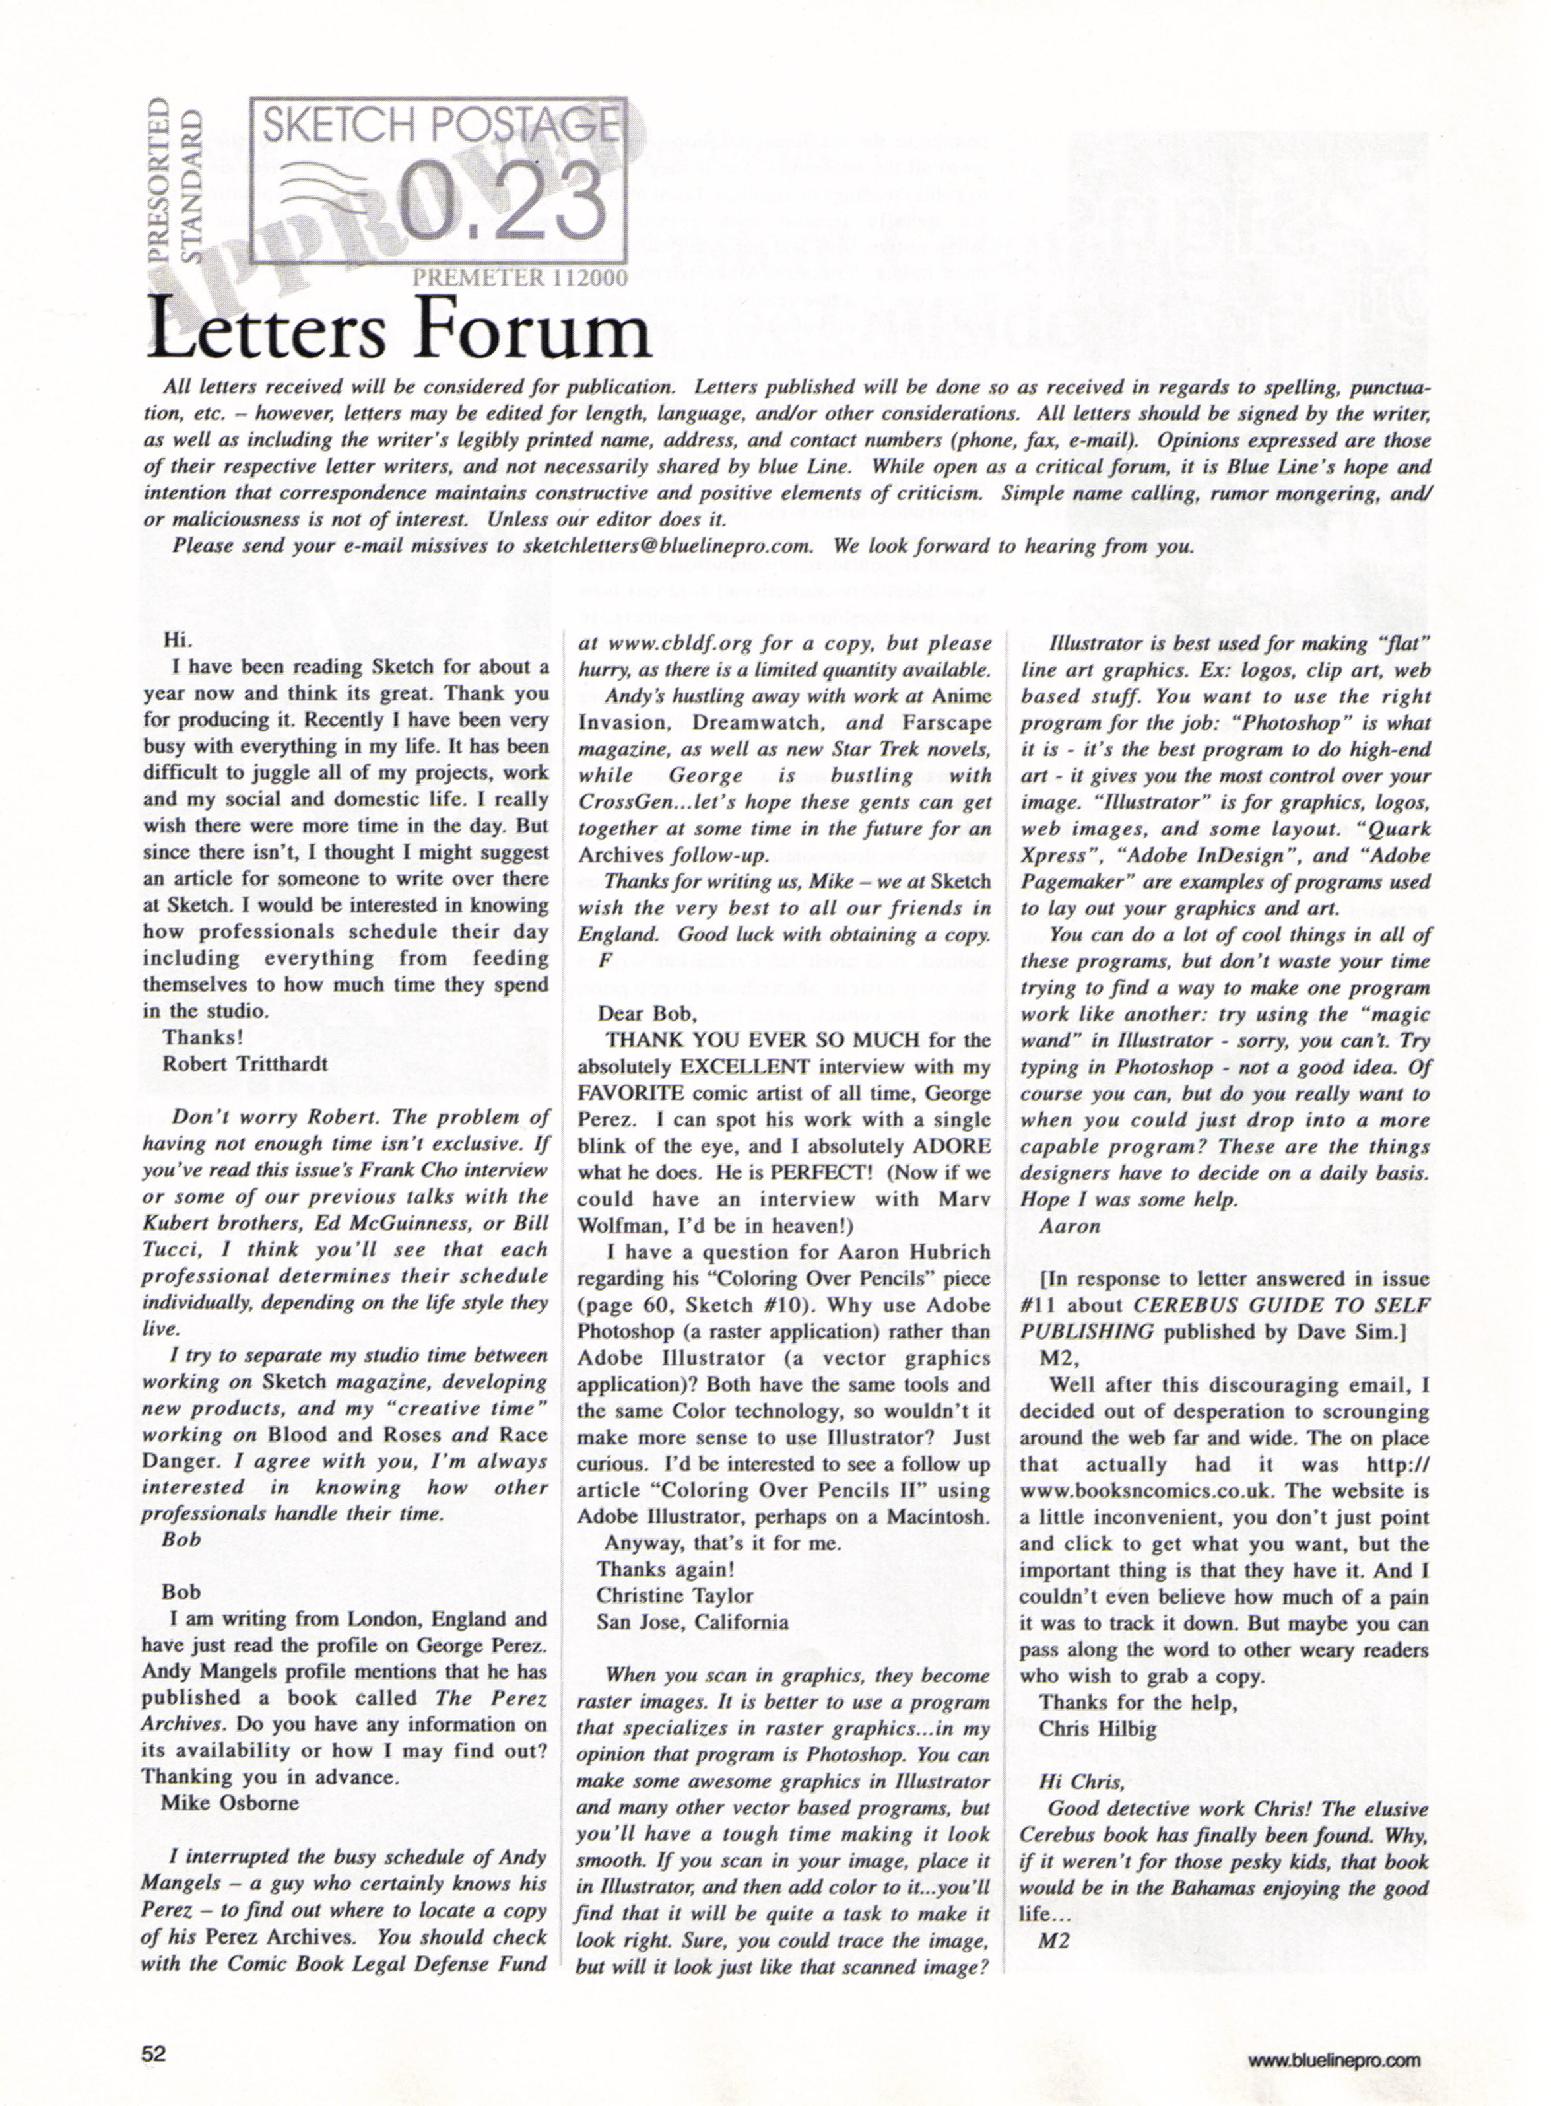 PRESORTED
STANDARD
SKETCH POSTAGE
0.23
APPROVED
PREMETER 112000
Letters Forum
All letters received will be considered for publication. Letters published will be done so as received in regards to spelling, punctua-
tion, etc. – however, letters may be edited for length, language, and/or other considerations. All letters should be signed by the writer,
as well as including the writer's legibly printed name, address, and contact numbers (phone, fax, e-mail). Opinions expressed are those
of their respective letter writers, and not necessarily shared by blue Line. While open as a critical forum, it is Blue Line's hope and
intention that correspondence maintains constructive and positive elements of criticism. Simple name calling, rumor mongering, and/
or maliciousness is not of interest. Unless our editor does it.
Please send your e-mail missives to sketchletters@bluelinepro.com. We look forward to hearing from you.
Hi.
I have been reading Sketch for about a
year now and think its great. Thank you
for producing it. Recently I have been very
busy with everything in my life. It has been
difficult to juggle all of my projects, work
and my social and domestic life. I really
wish there were more time in the day. But
since there isn't, I thought I might suggest
an article for someone to write over there
at Sketch. I would be interested in knowing
how professionals schedule their day
including everything from feeding
themselves to how much time they spend
in the studio.
Thanks!
Robert Tritthardt
Don't worry Robert. The problem of
having not enough time isn't exclusive. If
you've read this issue's Frank Cho interview
or some of our previous talks with the
Kubert brothers, Ed McGuinness, or Bill
Tucci, I think you'll see that each
professional determines their schedule
individually, depending on the life style they
live.
I try to separate my studio time between
working on Sketch magazine, developing
new products, and my "creative time"
working on Blood and Roses and Race
Danger. I agree with you, I'm always
interested in knowing how other
professionals handle their time.
Bob
Bob
I am writing from London, England and
have just read the profile on George Perez.
Andy Mangels profile mentions that he has
published a book called The Perez
Archives. Do you have any information on
its availability or how I may find out?
Thanking you in advance.
Mike Osborne
I interrupted the busy schedule of Andy
Mangels – a guy who certainly knows his
Perez – to find out where to locate a copy
of his Perez Archives. You should check
with the Comic Book Legal Defense Fund
at www.cbldf.org for a copy, but please
hurry, as there is a limited quantity available.
Andy's hustling away with work at Anime
Invasion, Dreamwatch, and Farscape
magazine, as well as new Star Trek novels,
while George is bustling with
CrossGen...let's hope these gents can get
together at some time in the future for an
Archives follow-up.
Thanks for writing us, Mike – we at Sketch
wish the very best to all our friends in
England. Good luck with obtaining a copy.
F
Dear Bob,
THANK YOU EVER SO MUCH for the
absolutely EXCELLENT interview with my
FAVORITE comic artist of all time, George
Perez. I can spot his work with a single
blink of the eye, and I absolutely ADORE
what he does. He is PERFECT! (Now if we
could have an interview with Marv
Wolfman, I'd be in heaven!)
I have a question for Aaron Hubrich
regarding his "Coloring Over Pencils" piece
(page 60, Sketch #10). Why use Adobe
Photoshop (a raster application) rather than
Adobe Illustrator (a vector graphics
application)? Both have the same tools and
the same Color technology, so wouldn't it
make more sense to use Illustrator? Just
curious. I'd be interested to see a follow up
article "Coloring Over Pencils II" using
Adobe Illustrator, perhaps on a Macintosh.
Anyway, that's it for me.
Thanks again!
Christine Taylor
San Jose, California
When you scan in graphics, they become
raster images. It is better to use a program
that specializes in raster graphics...in my
opinion that program is Photoshop. You can
make some awesome graphics in Illustrator
and many other vector based programs, but
you'll have a tough time making it look
smooth. If you scan in your image, place it
in Illustrator, and then add color to it...you'll
find that it will be quite a task to make it
look right. Sure, you could trace the image,
but will it look just like that scanned image?
Illustrator is best used for making "flat"
line art graphics. Ex: logos, clip art, web
based stuff. You want to use the right
program for the job: "Photoshop" is what
it is - it's the best program to do high-end
art - it gives you the most control over your
image. "Illustrator" is for graphics, logos,
web images, and some layout. "Quark
Xpress", "Adobe InDesign", and "Adobe
Pagemaker" are examples of programs used
to lay out your graphics and art.
You can do a lot of cool things in all of
these programs, but don't waste your time
trying to find a way to make one program
work like another: try using the "magic
wand" in Illustrator - sorry, you can't. Try
typing in Photoshop - not a good idea. Of
course you can, but do you really want to
when you could just drop into a more
capable program? These are the things
designers have to decide on a daily basis.
Hope I was some help.
Aaron
[In response to letter answered in issue
#11 about CEREBUS GUIDE TO SELF
PUBLISHING published by Dave Sim.]
M2,
Well after this discouraging email, I
decided out of desperation to scrounging
around the web far and wide. The on place
that actually had it was http://
www.booksncomics.co.uk. The website is
a little inconvenient, you don't just point
and click to get what you want, but the
important thing is that they have it. And I
couldn't even believe how much of a pain
it was to track it down. But maybe you can
pass along the word to other weary readers
who wish to grab a copy.
Thanks for the help,
Chris Hilbig
Hi Chris,
Good detective work Chris! The elusive
Cerebus book has finally been found. Why,
if it weren't for those pesky kids, that book
would be in the Bahamas enjoying the good
life...
M2
52
www.bluelinepro.com